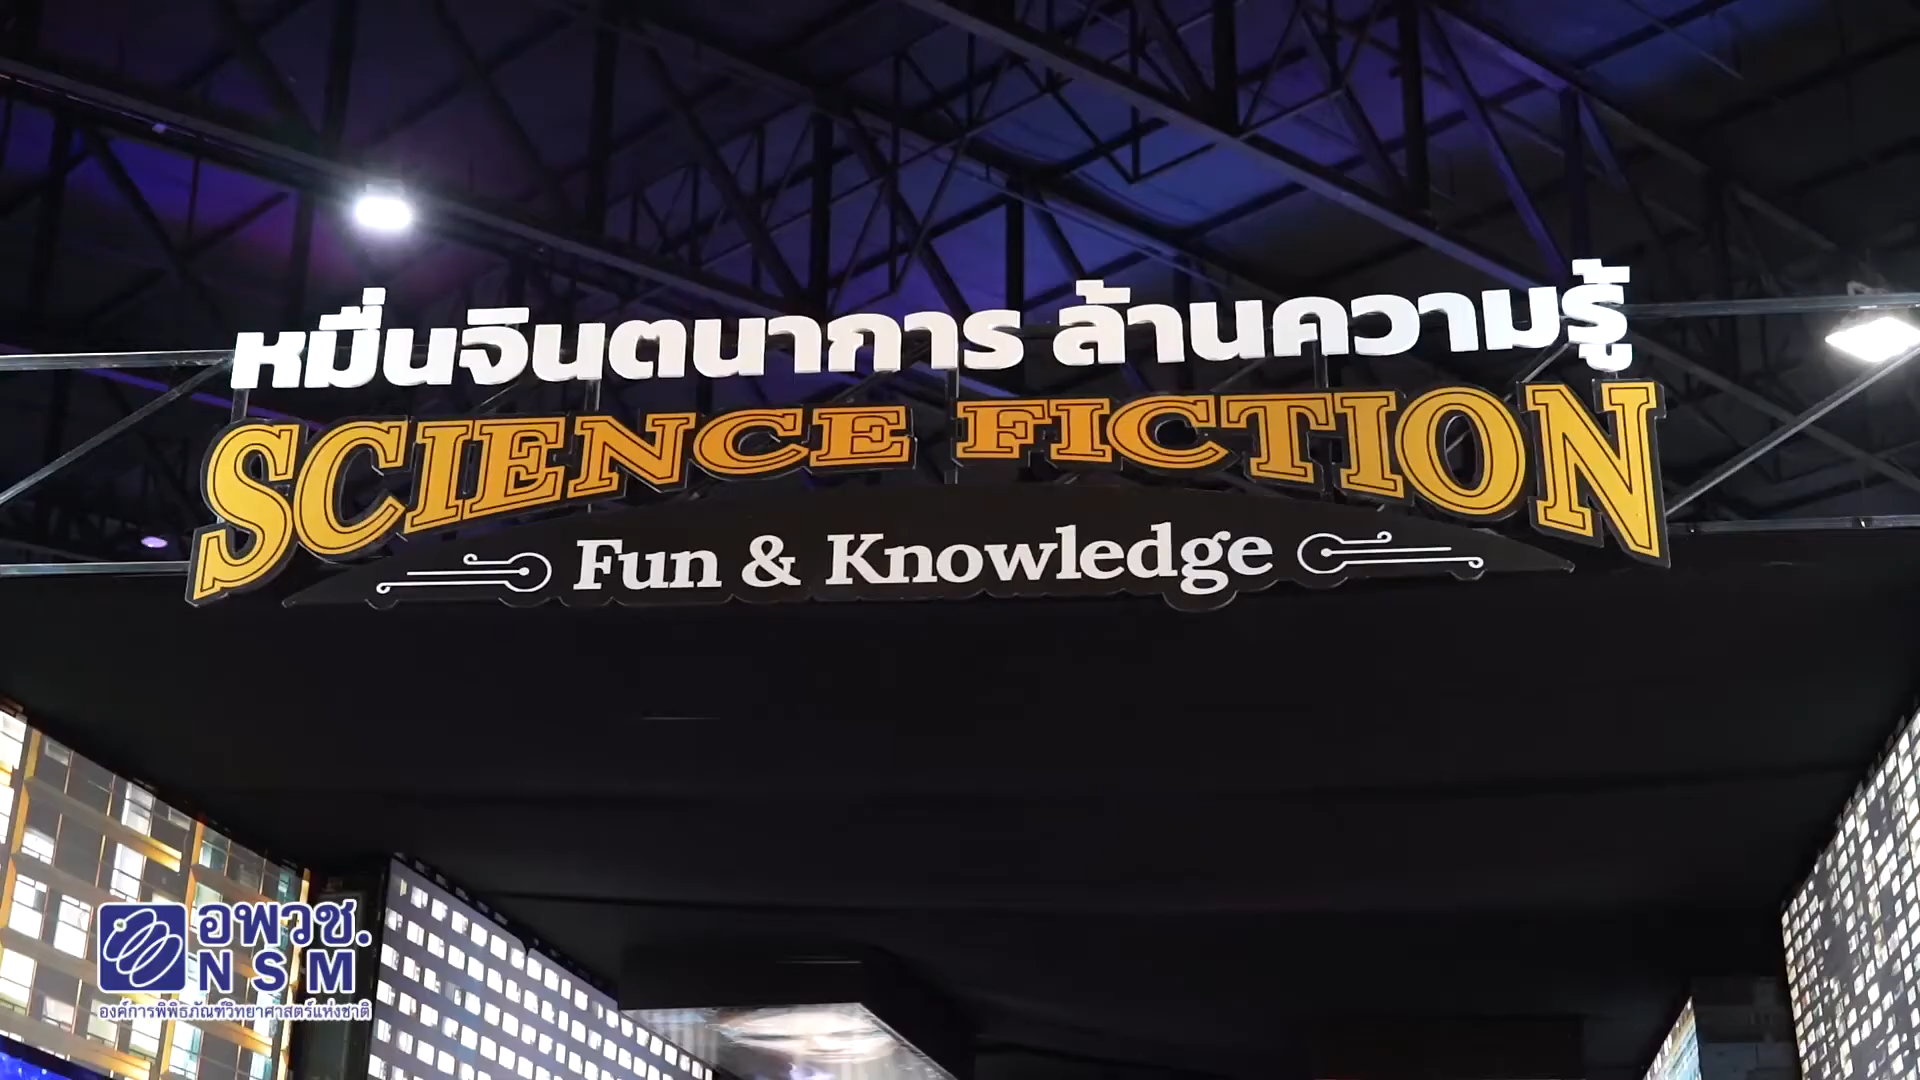 หมื่นจินตนาการ ล้านความรู้
SCIENCE FICTION
Fun & Knowledge
อพวช.
NSM
องค์การพิพิธภัณฑ์วิทยาศาสตร์แห่งชาติ